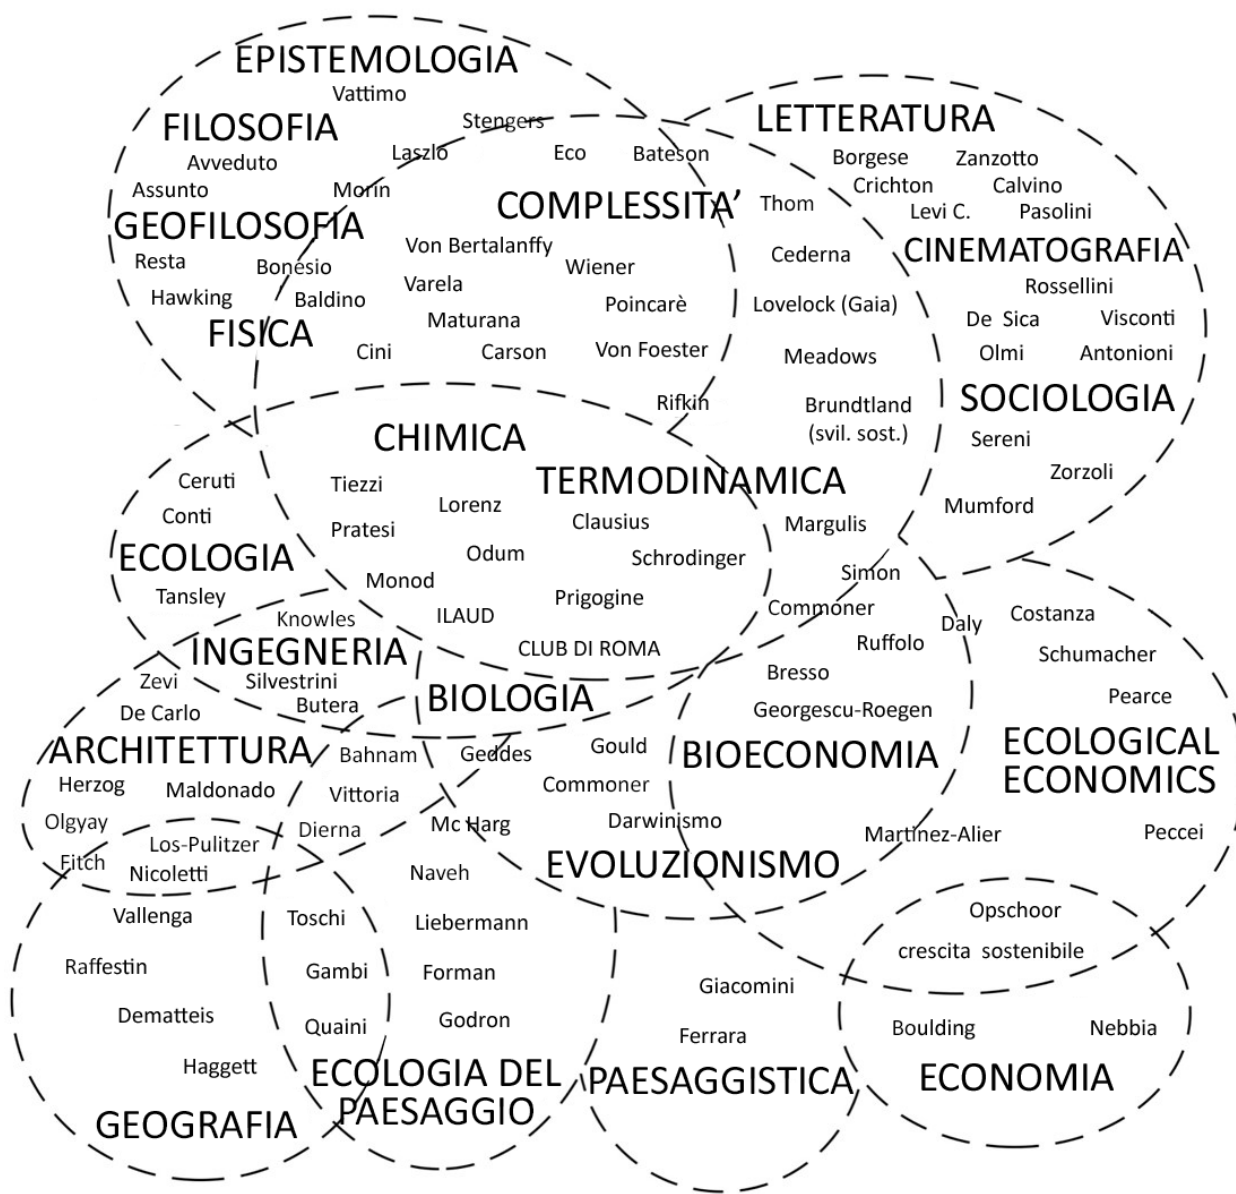 EPISTEMOLOGIA
Vattimo
FILOSOFIA
Stengers
Avveduto
Laszlo
Eco
Bateson
Assunto
Morin
COMPLESSITA’
GEOFILOSOFIA
Resta
Bonesio
Von Bertalanffy
Wiener
Hawking
Baldino
Varela
Poincarè
FISICA
Maturana
Cini
Carson
Von Foester
Rifkin
LETTERATURA
Borgese
Zanzotto
Crichton
Calvino
Levi C.
Pasolini
Thom
Cederna
Lovelock (Gaia)
Meadows
Brundtland
(svil. sost.)
CINEMATOGRAFIA
Rossellini
De Sica
Visconti
Olmi
Antonioni
SOCIOLOGIA
Sereni
Zorzoli
Mumford
CHIMICA
TERMODINAMICA
Ceruti
Tiezzi
Lorenz
Clausius
Margulis
Conti
Pratesi
Odum
Schrodinger
ECOLOGIA
Monod
Prigogine
Simon
Tansley
ILAUD
Commoner
Knowles
CLUB DI ROMA
INGEGNERIA
Zevi
Silvestrini
BIOLOGIA
De Carlo
Butera
Daly
Costanza
Ruffolo
Schumacher
Bresso
Pearce
Georgescu-Roegen
BIOECONOMIA
ECOLOGICAL
ECONOMICS
ARCHITETTURA
Bahnam
Geddes
Gould
Herzog
Maldonado
Vittoria
Commoner
Olgyay
Dierna
Mc Harg
Darwinismo
Martinez-Alier
Peccei
Los-Pulitzer
Fitch
Nicoletti
Naveh
EVOLUZIONISMO
Vallenga
Toschi
Liebermann
Opschoor
crescita sostenibile
Raffestin
Gambi
Forman
Giacomini
Dematteis
Quaini
Godron
Ferrara
Boulding
Nebbia
Haggett
ECOLOGIA DEL
PAESAGGIO
PAESAGGISTICA
ECONOMIA
GEOGRAFIA